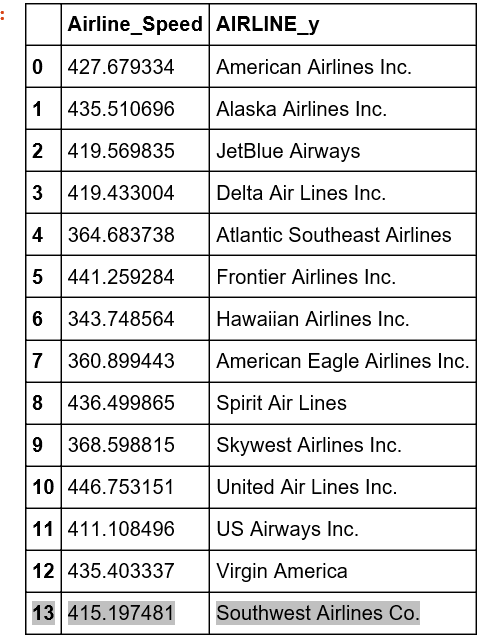 :
Airline_Speed AIRLINE_y
0 427.679334 American Airlines Inc.
1 435.510696 Alaska Airlines Inc.
2 419.569835 JetBlue Airways
3 419.433004 Delta Air Lines Inc.
4 364.683738 Atlantic Southeast Airlines
5 441.259284 Frontier Airlines Inc.
6 343.748564 Hawaiian Airlines Inc.
7 360.899443 American Eagle Airlines Inc.
8 436.499865 Spirit Air Lines
9 368.598815 Skywest Airlines Inc.
10 446.753151 United Air Lines Inc.
11 411.108496 US Airways Inc.
12 435.403337 Virgin America
13 415.197481 Southwest Airlines Co.